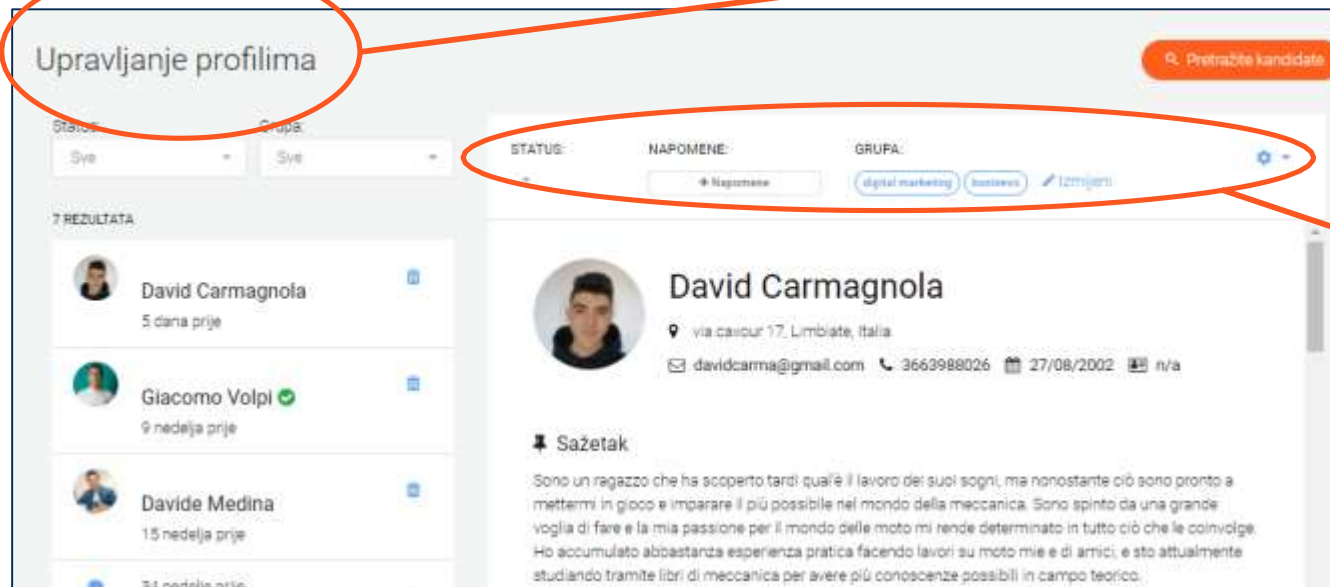 Upravljanje profilima
Pretražite kandidate
Status: Grupa:
Sve Sve
7 REZULTATA
David Carmagnola
5 dana prije
Giacomo Volpi
9 nedelja prije
Davide Medina
15 nedelja prije
34 nedelja prije
STATUS: NAPOMENE: GRUPA:
- + Napomene digital marketing business Izmijeni
David Carmagnola
via cavour 17, Limbiate, Italia
davidcarma@gmail.com 3663988026 27/08/2002 n/a
Sažetak
Sono un ragazzo che ha scoperto tardi qual'è il lavoro dei suoi sogni, ma nonostante ciò sono pronto a
mettermi in gioco e imparare il più possibile nel mondo della meccanica. Sono spinto da una grande
voglia di fare e la mia passione per il mondo delle moto mi rende determinato in tutto ciò che le coinvolge.
Ho accumulato abbastanza esperienza pratica facendo lavori su moto mie e di amici, e sto attualmente
studiando tramite libri di meccanica per avere più conoscenze possibili in campo teorico.